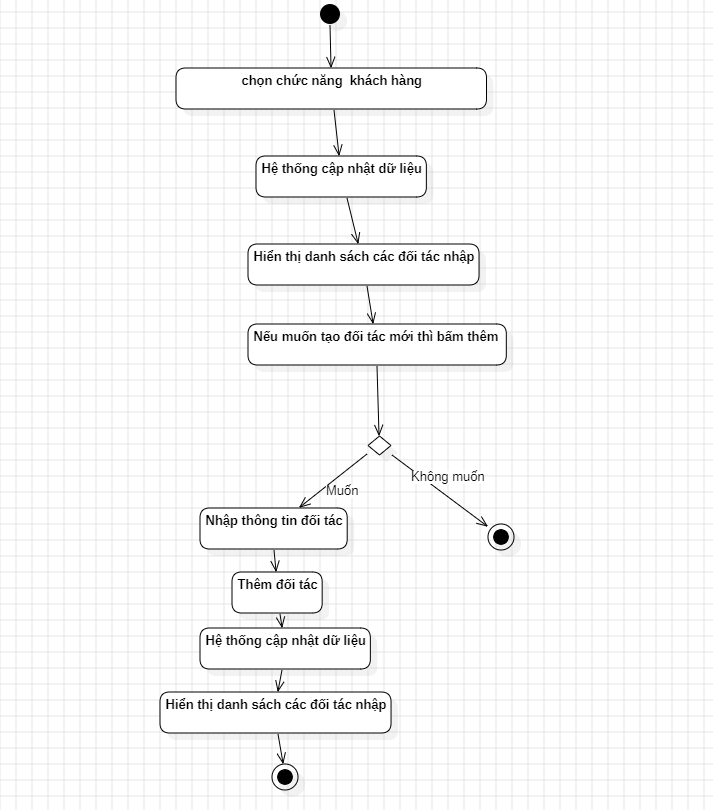 chọn chức năng  khách hàng
Hệ thống cập nhật dữ liệu
Hiển thị danh sách các đối tác nhập
Nếu muốn tạo đối tác mới thì bấm thêm
Không muốn
Muốn
Nhập thông tin đối tác
Thêm đối tác
Hệ thống cập nhật dữ liệu
Hiển thị danh sách các đối tác nhập